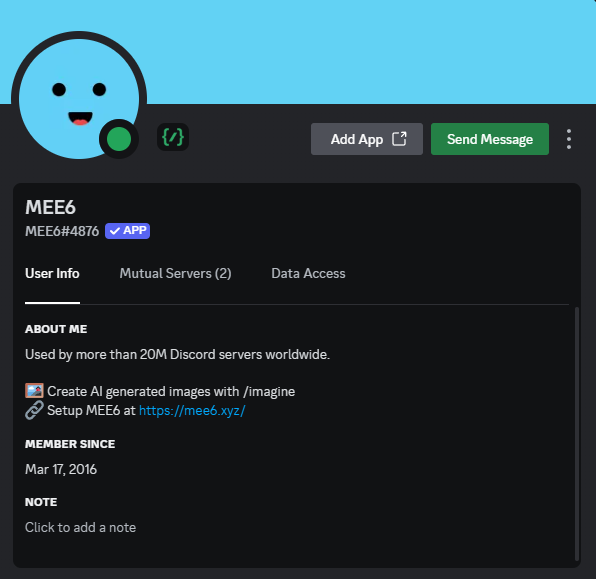 {/}
Add App
Send Message
MEE6
MEE6#4876 ✓ APP
User Info
Mutual Servers (2)
Data Access
ABOUT ME
Used by more than 20M Discord servers worldwide.
Create AI generated images with /imagine
Setup MEE6 at https://mee6.xyz/
MEMBER SINCE
Mar 17, 2016
NOTE
Click to add a note